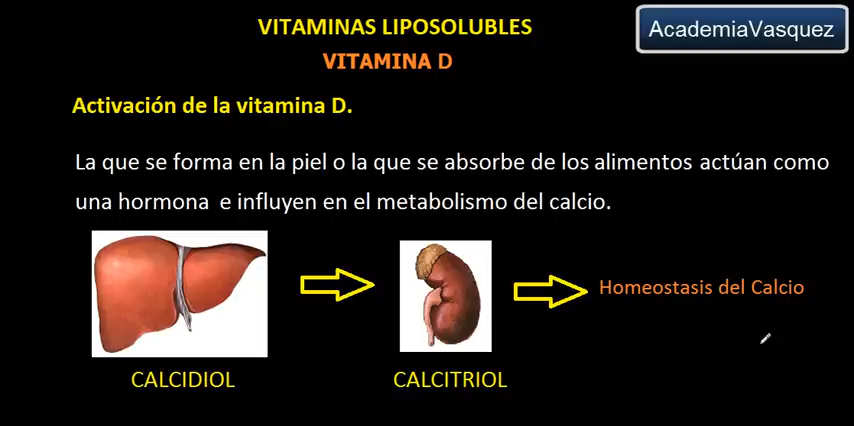 VITAMINAS LIPOSOLUBLES
AcademiaVasquez
VITAMINA D
Activación de la vitamina D.
La que se forma en la piel o la que se absorbe de los alimentos actúan como
una hormona e influyen en el metabolismo del calcio.
Homeostasis del Calcio
CALCIDIOL
CALCITRIOL